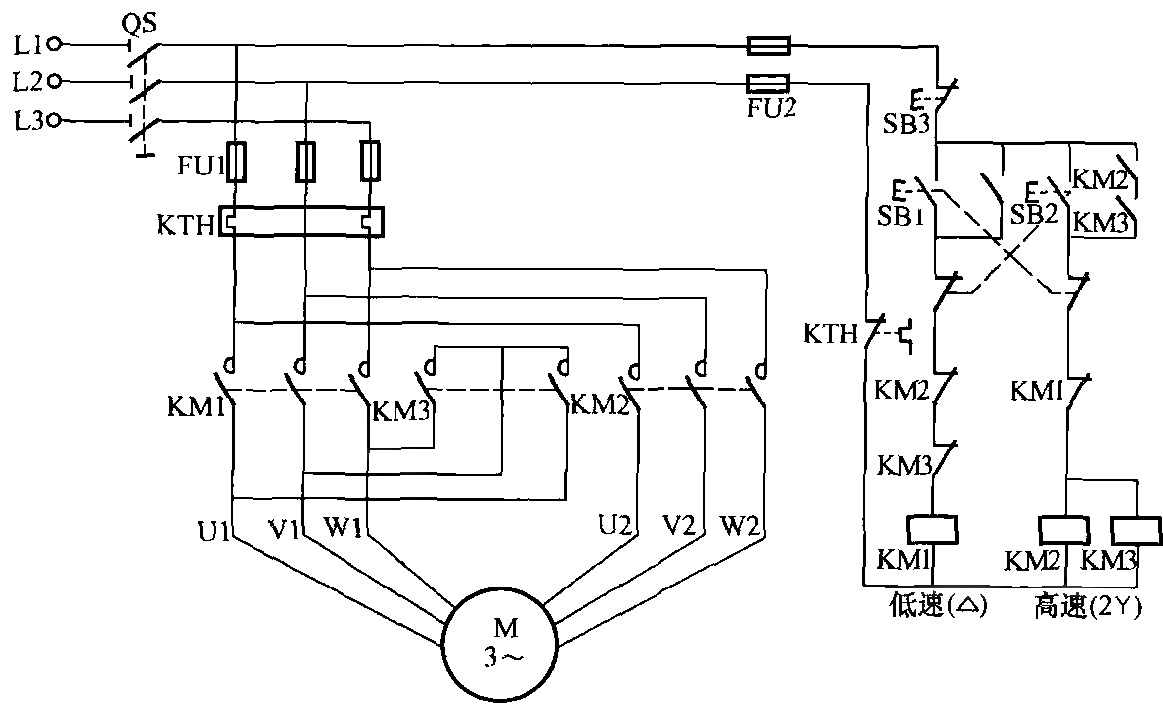 QS
L1
L2
L3
FU2
SB3
FU1
KTH
SB1
SB2
KM2
KM3
KTH
KM1
KM3
KM2
KM2
KM1
KM3
U1
V1
W1
U2
V2
W2
KM1
KM2
KM3
低速(△)
高速(2Y)
M
3～